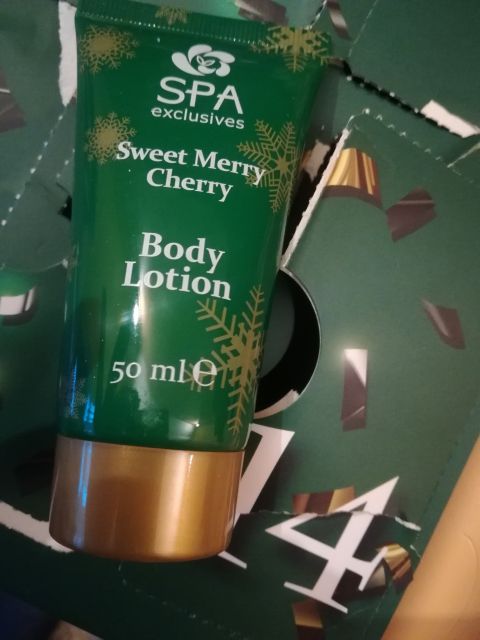 SPA
exclusives
Sweet Merry
Cherry
Body
Lotion
50 ml e
14